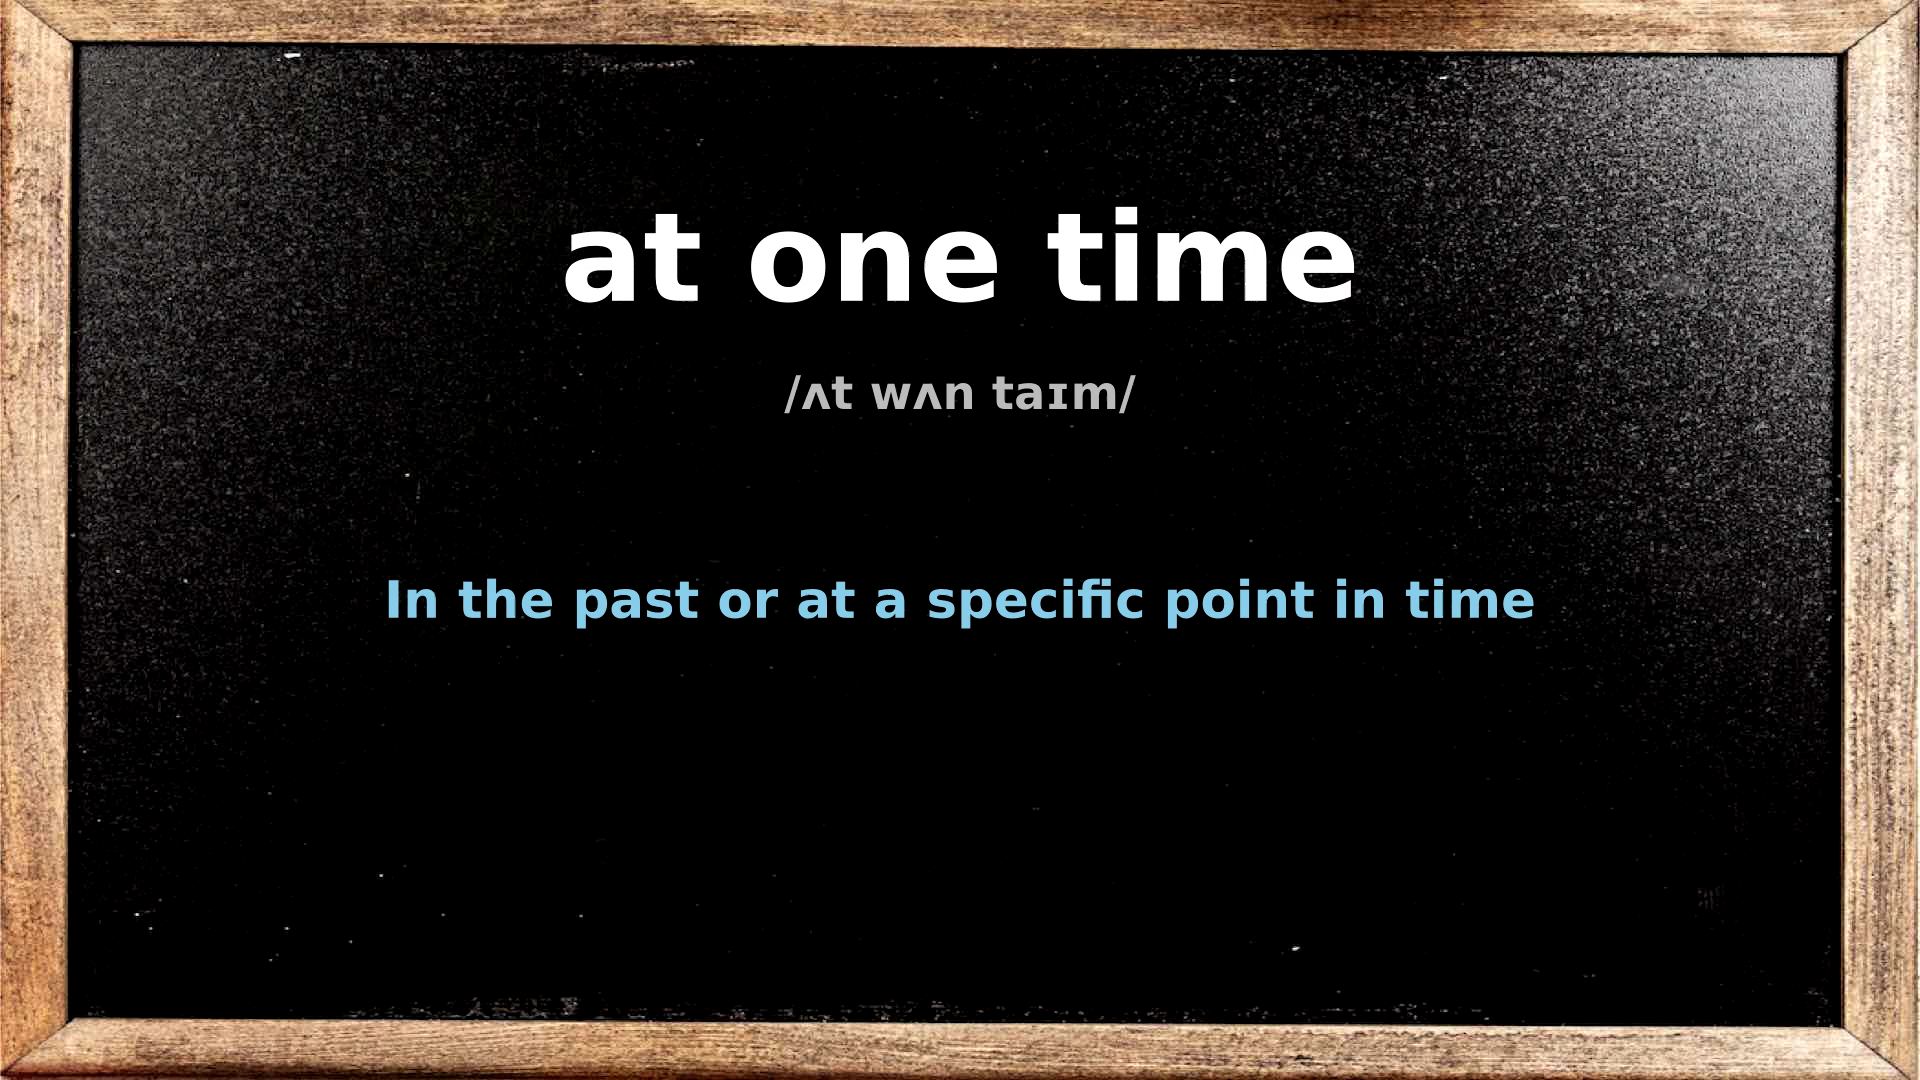 at one time
/ʌt wʌn taɪm/
In the past or at a specific point in time